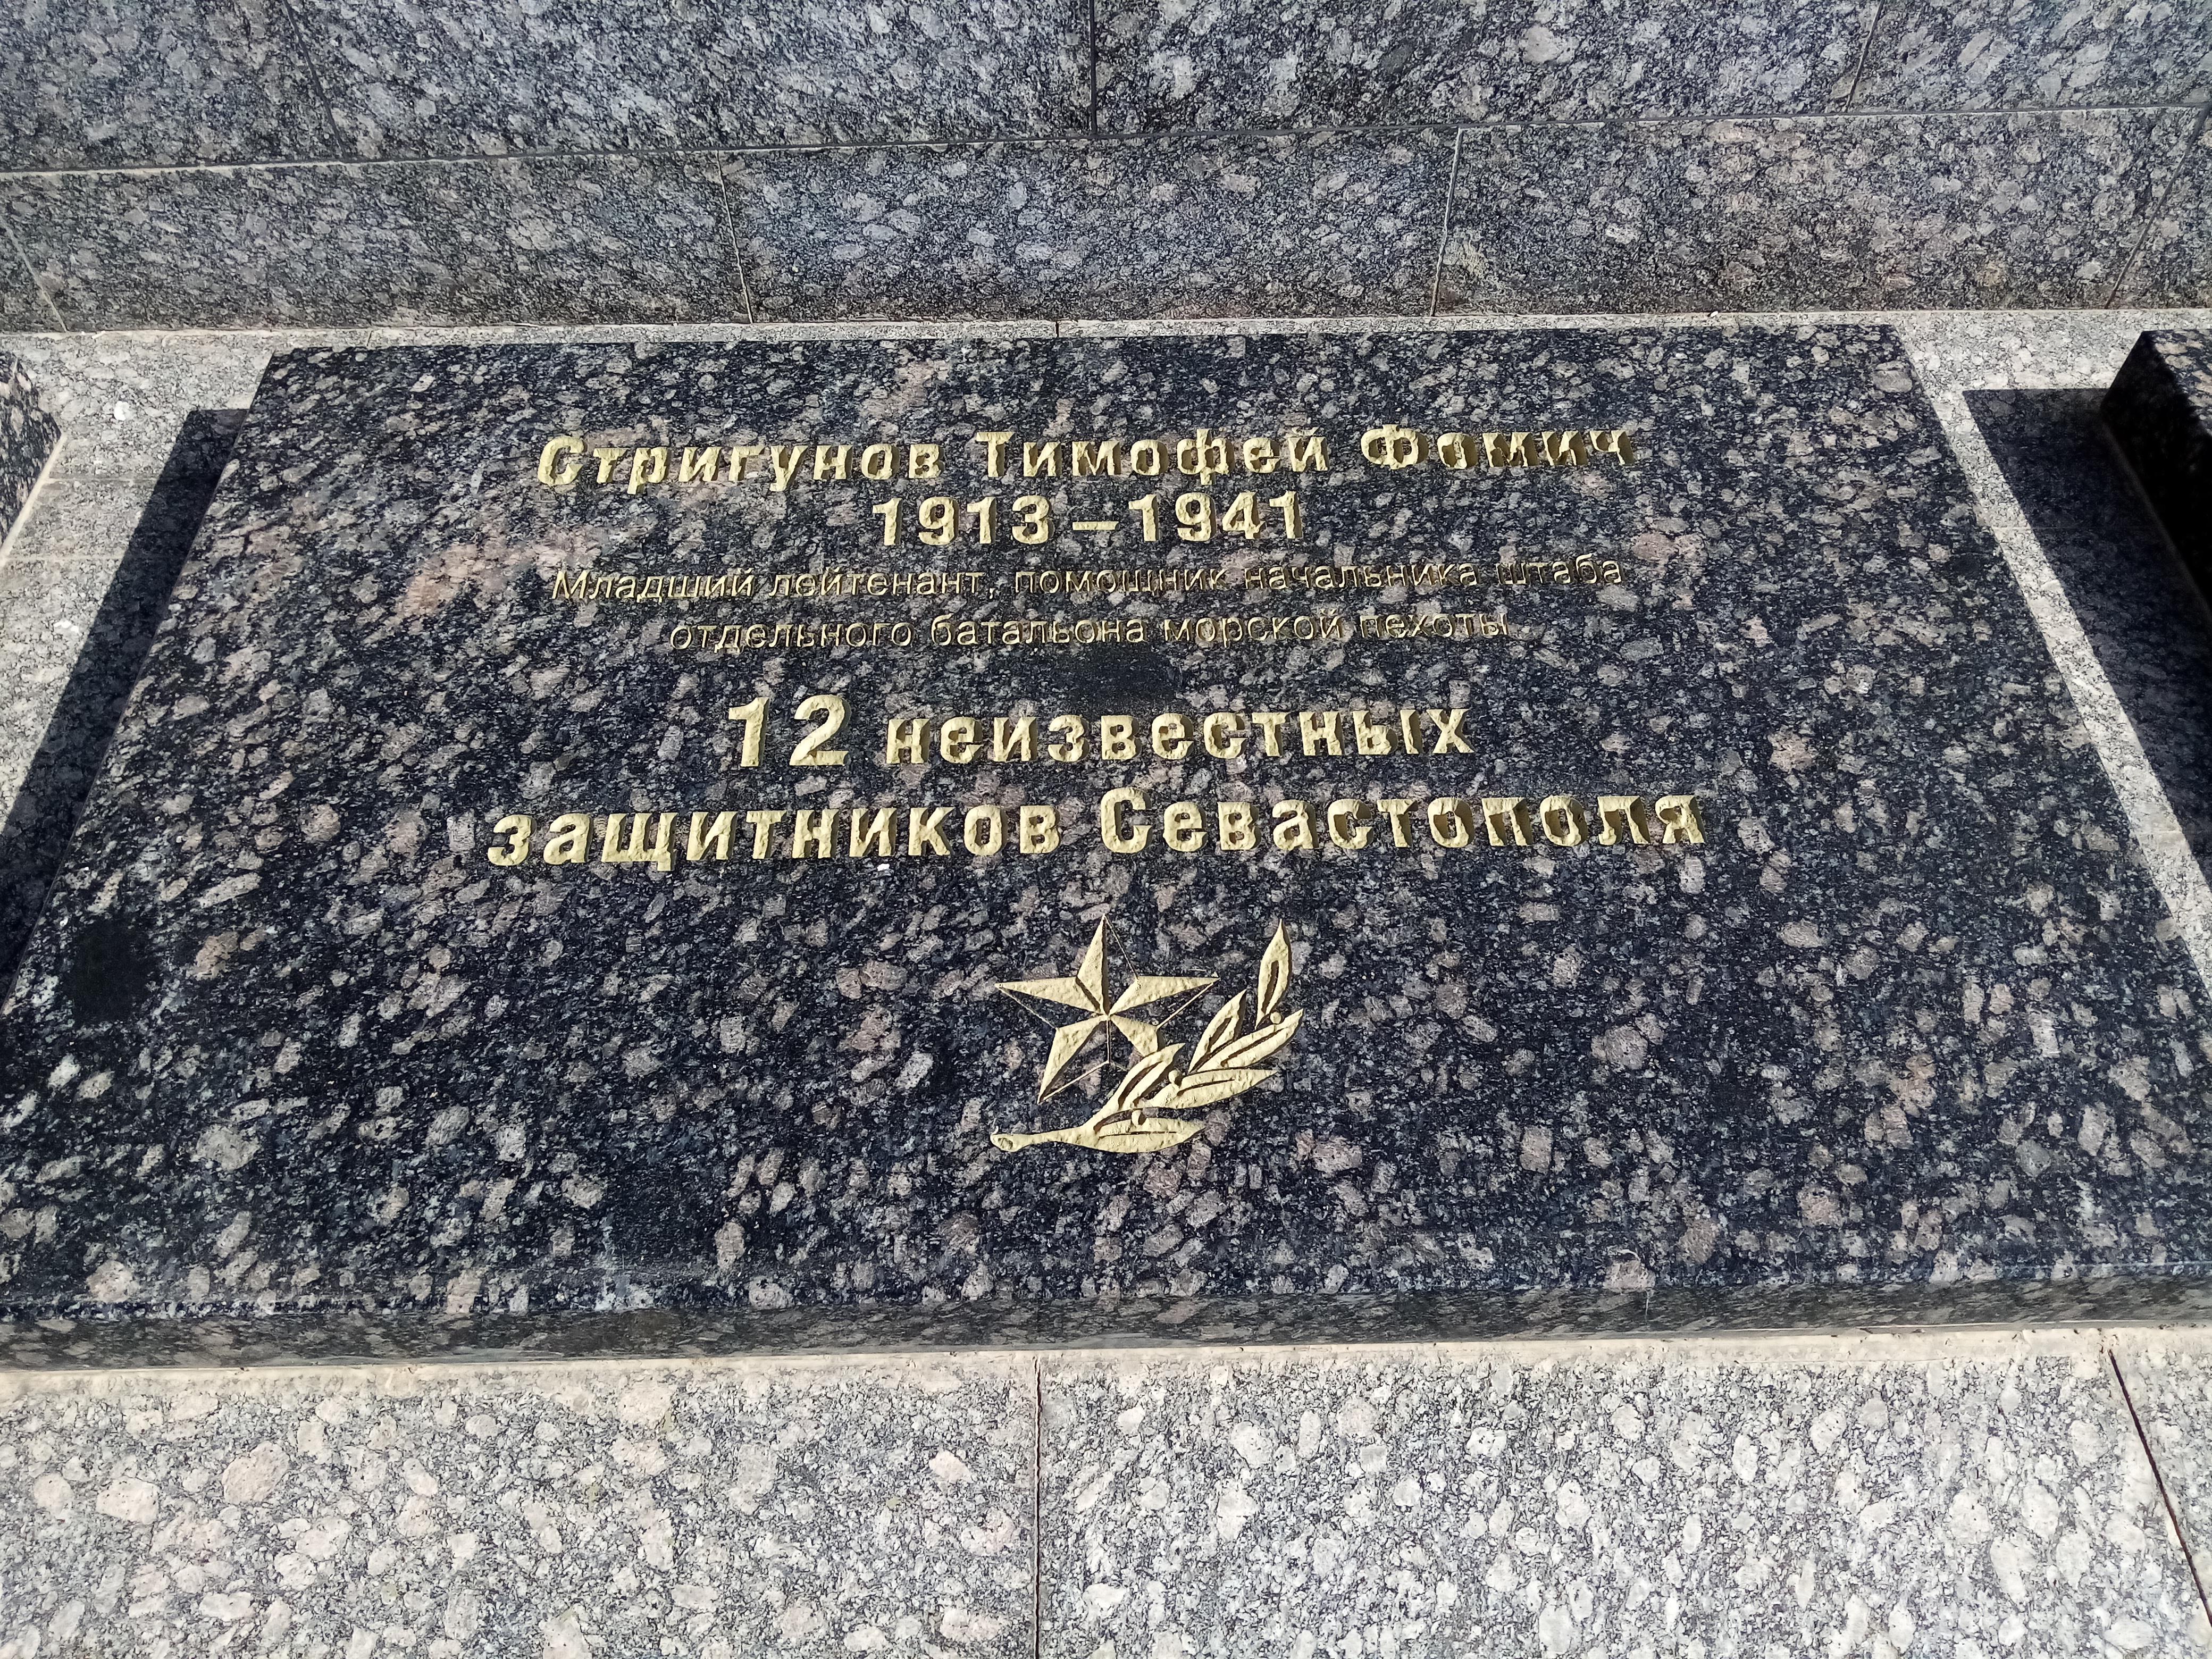 Стригунов Тимофей Фомич
1913–1941
Младший лейтенант, помощник начальника штаба
отдельного батальона морской пехоты
12 неизвестных
защитников Севастополя